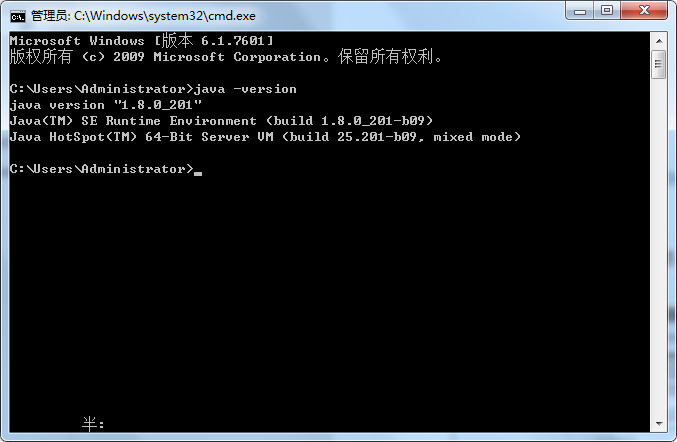 管理员: C:\Windows\system32\cmd.exe
Microsoft Windows [版本 6.1.7601]
版权所有 (c) 2009 Microsoft Corporation。保留所有权利。
C:\Users\Administrator>java -version
java version "1.8.0_201"
Java(TM) SE Runtime Environment (build 1.8.0_201-b09)
Java HotSpot(TM) 64-Bit Server VM (build 25.201-b09, mixed mode)
C:\Users\Administrator>_
半: